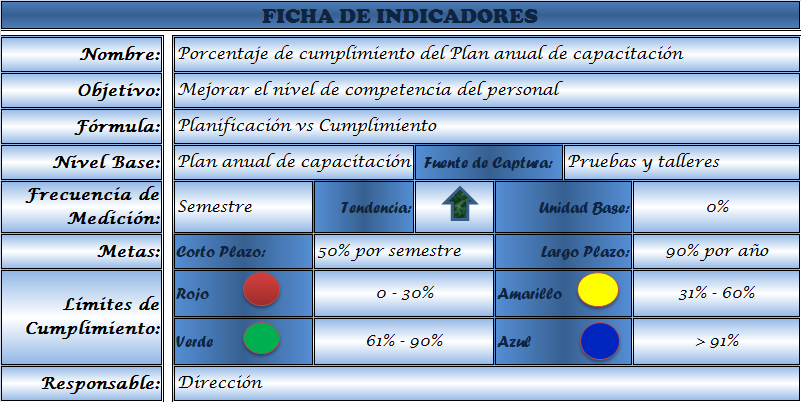 FICHA DE INDICADORES
Nombre: Porcentaje de cumplimiento del Plan anual de capacitación
Objetivo: Mejorar el nivel de competencia del personal
Fórmula: Planificación vs Cumplimiento
Nivel Base: Plan anual de capacitación Fuente de Captura: Pruebas y talleres
Frecuencia de
Medición: Semestre Tendencia: Unidad Base: 0%
Metas: Corto Plazo: 50% por semestre Largo Plazo: 90% por año
Límites de
Cumplimiento:
Rojo 0 - 30% Amarillo 31% - 60%
Verde 61% - 90% Azul > 91%
Responsable: Dirección